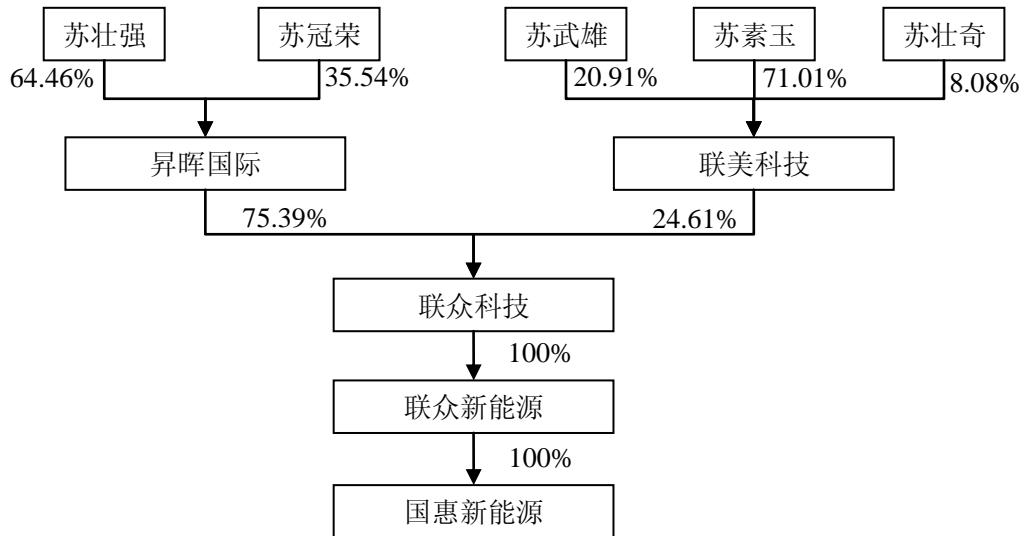 苏壮强
苏冠荣
苏武雄
苏素玉
苏壮奇
64.46%
35.54%
20.91%
71.01%
8.08%
昇晖国际
联美科技
75.39%
24.61%
联众科技
100%
联众新能源
100%
国惠新能源